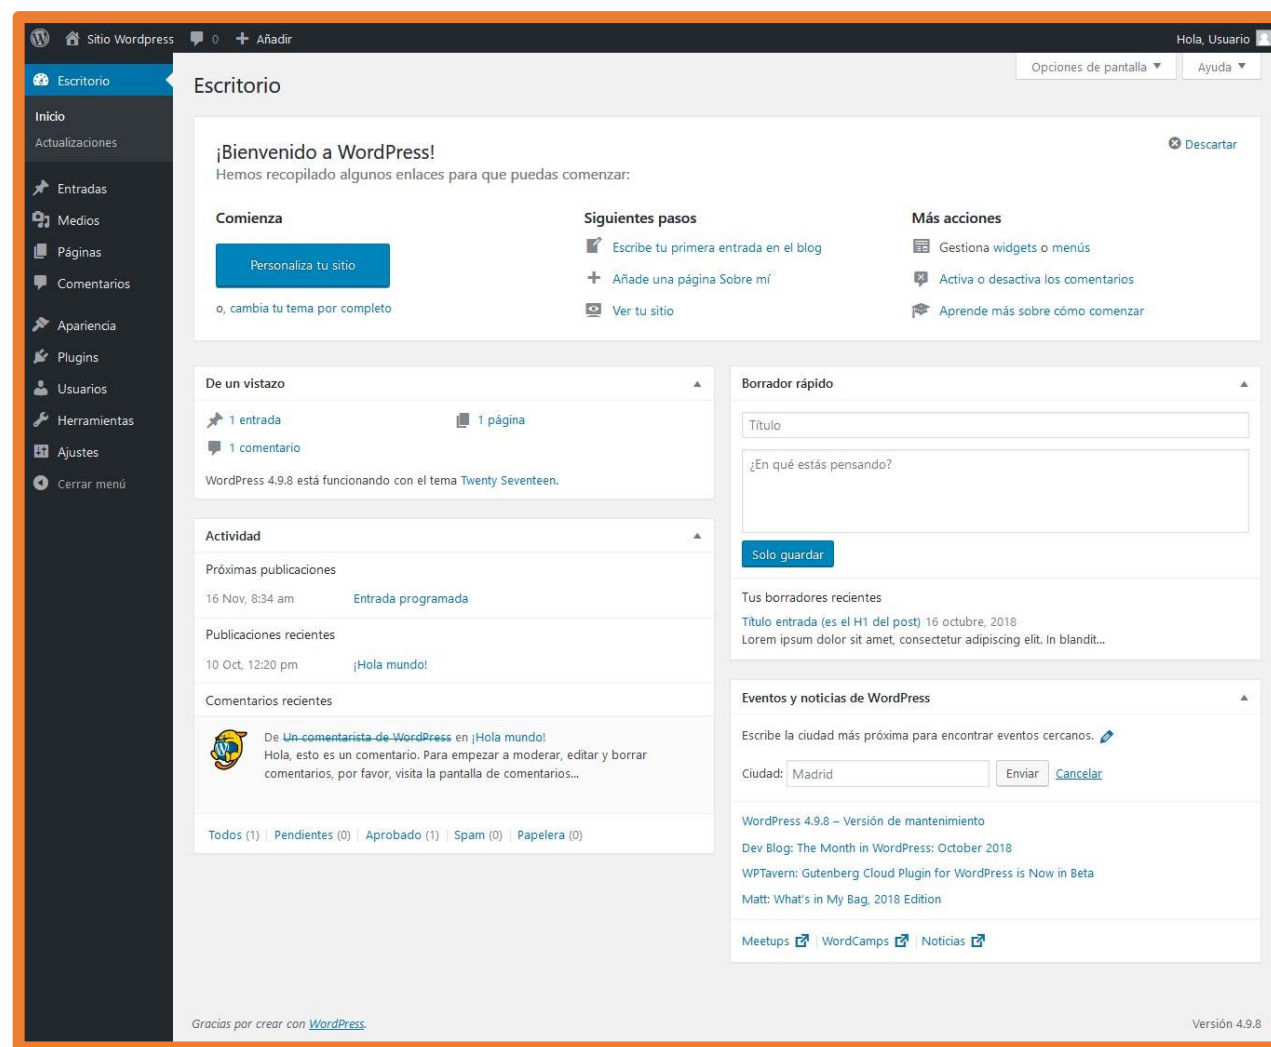 Sitio Wordpress 0 + Añadir Hola, Usuario
Opciones de pantalla ▼ Ayuda ▼
Escritorio
Inicio
Actualizaciones
Entradas
Medios
Páginas
Comentarios
Apariencia
Plugins
Usuarios
Herramientas
Ajustes
Cerrar menú
Escritorio
¡Bienvenido a WordPress!
Descartar
Hemos recopilado algunos enlaces para que puedas comenzar:
Comienza
Personaliza tu sitio
o, cambia tu tema por completo
Siguientes pasos
Escribe tu primera entrada en el blog
Añade una página Sobre mí
Ver tu sitio
Más acciones
Gestiona widgets o menús
Activa o desactiva los comentarios
Aprende más sobre cómo comenzar
De un vistazo
1 entrada 1 página
1 comentario
WordPress 4.9.8 está funcionando con el tema Twenty Seventeen.
Actividad
Próximas publicaciones
16 Nov, 8:34 am Entrada programada
Publicaciones recientes
10 Oct, 12:20 pm ¡Hola mundo!
Comentarios recientes
De Un comentarista de WordPress en ¡Hola mundo!
Hola, esto es un comentario. Para empezar a moderar, editar y borrar
comentarios, por favor, visita la pantalla de comentarios...
Todos (1) | Pendientes (0) | Aprobado (1) | Spam (0) | Papelera (0)
Borrador rápido
Título
¿En qué estás pensando?
Solo guardar
Tus borradores recientes
Título entrada (es el H1 del post) 16 octubre, 2018
Lorem ipsum dolor sit amet, consectetur adipiscing elit. In blandit...
Eventos y noticias de WordPress
Escribe la ciudad más próxima para encontrar eventos cercanos.
Ciudad: Madrid Enviar Cancelar
WordPress 4.9.8 – Versión de mantenimiento
Dev Blog: The Month in WordPress: October 2018
WPTavern: Gutenberg Cloud Plugin for WordPress is Now in Beta
Matt: What's in My Bag, 2018 Edition
Meetups | WordCamps | Noticias
Gracias por crear con WordPress. Versión 4.9.8